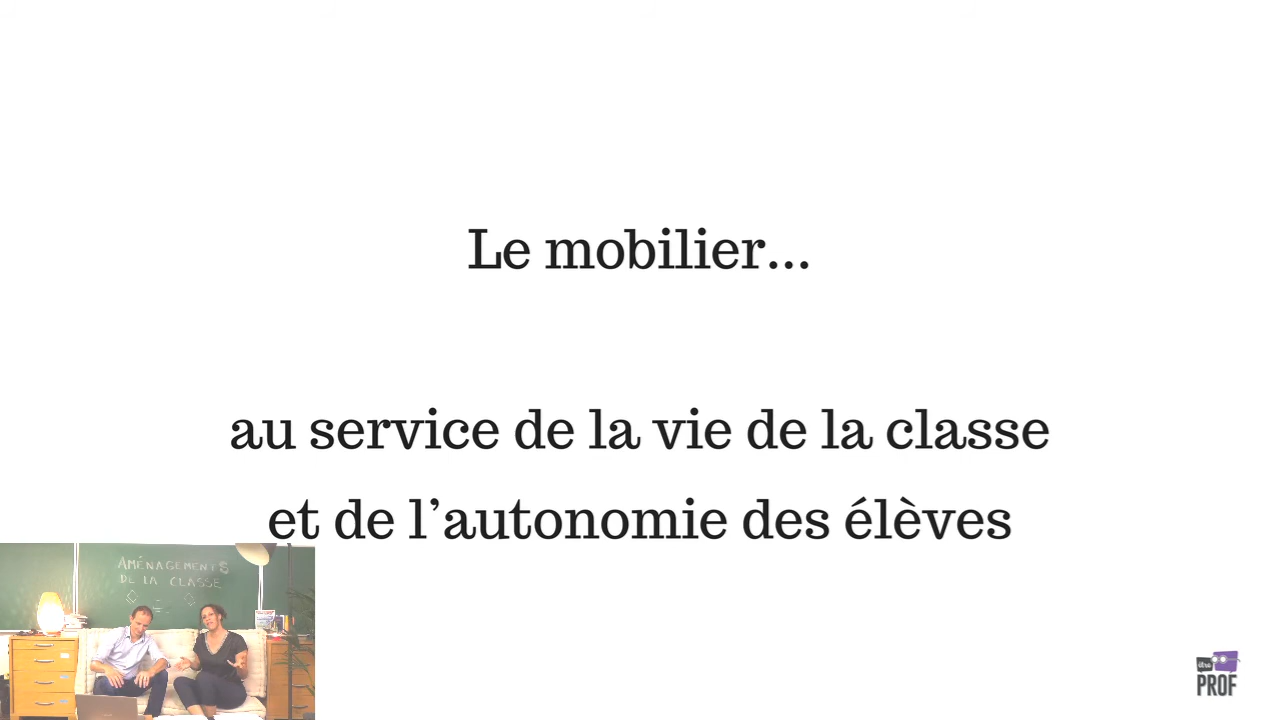 Le mobilier...
au service de la vie de la classe
et de l’autonomie des élèves
AMÉNAGEMENTS
DE LA CLASSE
être
PROF